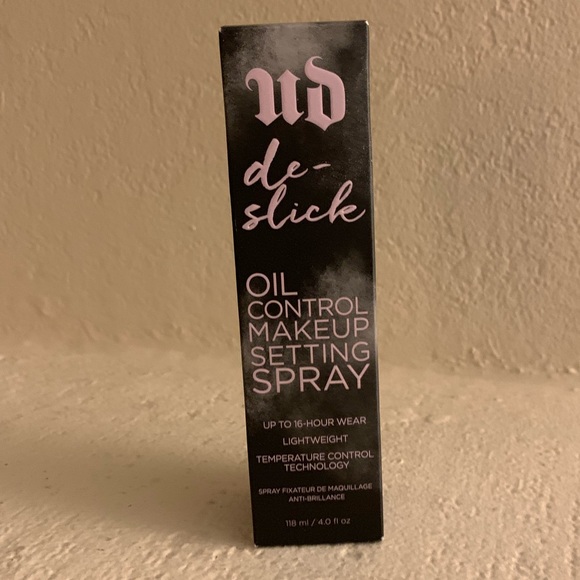 ud
de-
slick
OIL
CONTROL
MAKEUP
SETTING
SPRAY
UP TO 16-HOUR WEAR
LIGHTWEIGHT
TEMPERATURE CONTROL
TECHNOLOGY
SPRAY FIXATEUR DE MAQUILLAGE
ANTI-BRILLANCE
118 ml / 4.0 fl oz